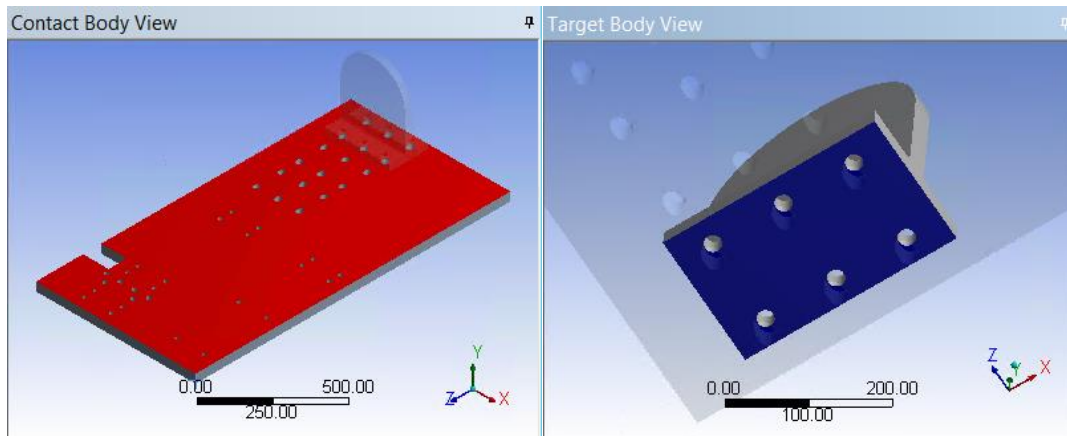 Contact Body View
Target Body View
0.00
500.00
250.00
Y
Z
X
0.00
200.00
100.00
Z
Y
X